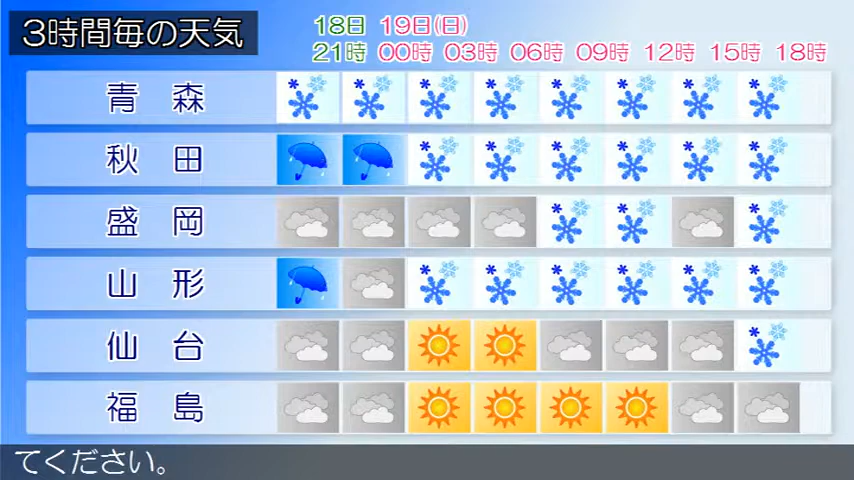 3時間毎の天気
18日 19日(日)
21時 00時 03時 06時 09時 12時 15時 18時
青 森
秋 田
盛 岡
山 形
仙 台
福 島
てください。